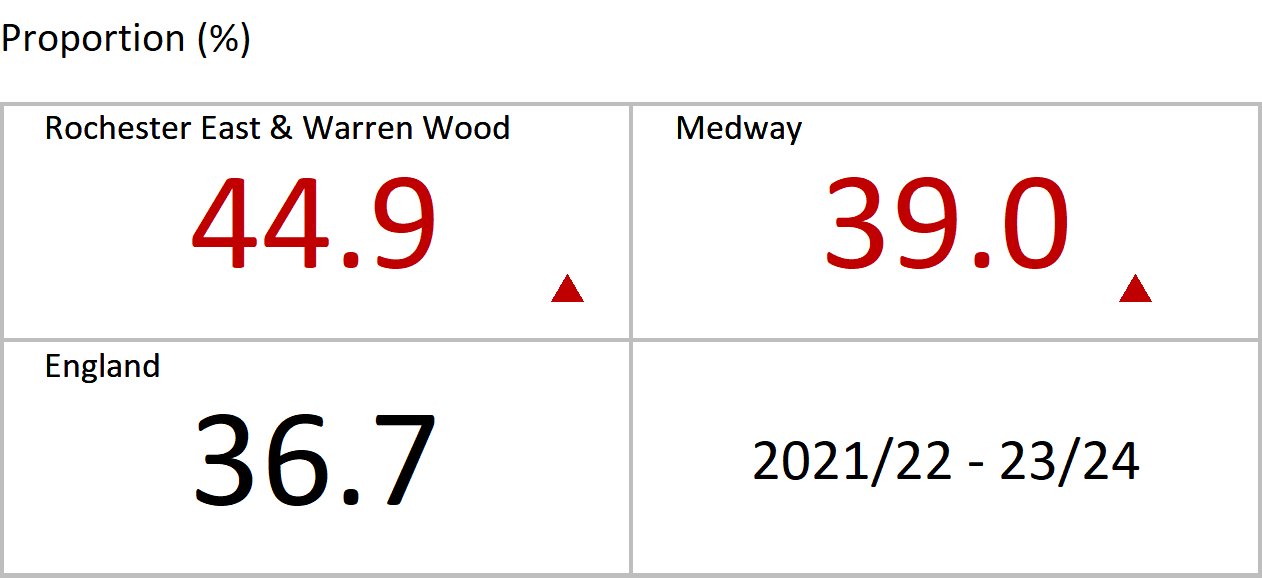 Proportion (%)
Rochester East & Warren Wood
44.9
Medway
39.0
England
36.7
2021/22 - 23/24